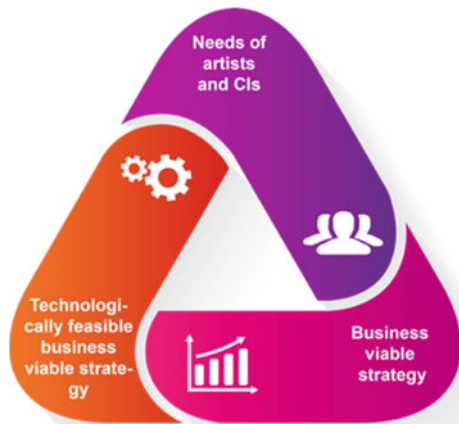 Needs of
artists
and CIs
Technologi-
cally feasible
business
viable strate-
gy
Business
viable
strategy